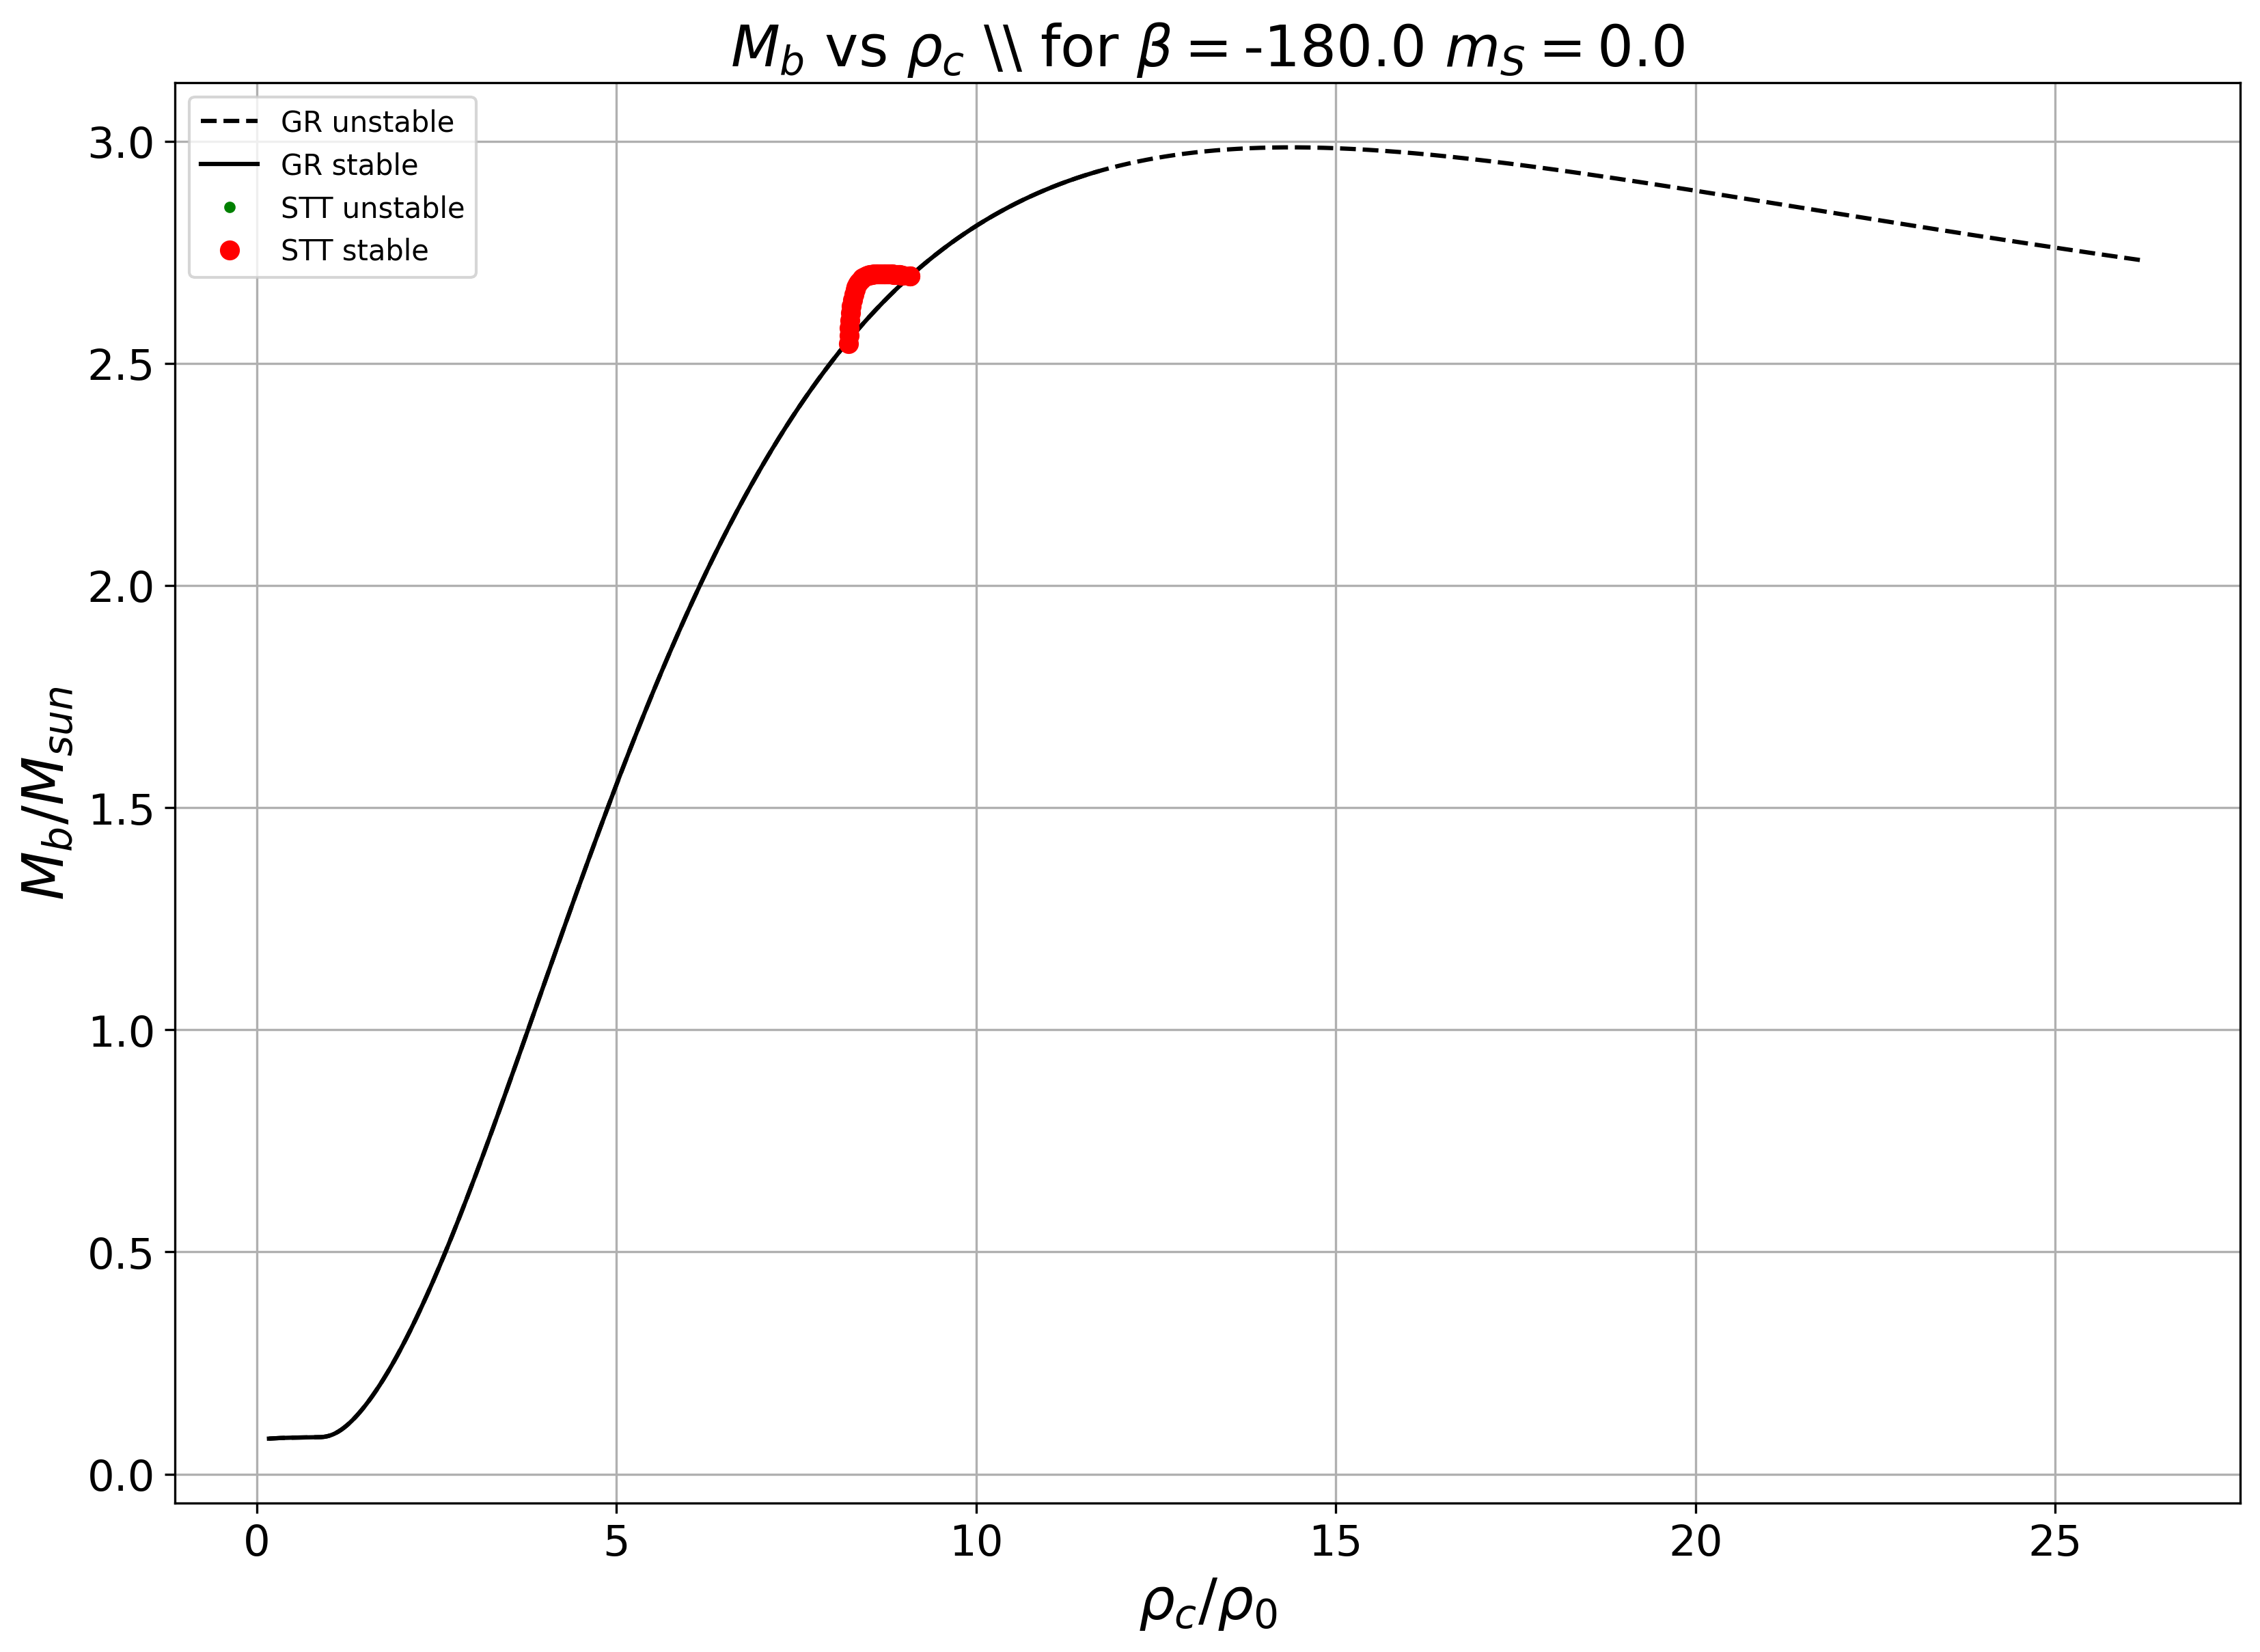 M_b vs ρ_c \\ for β = -180.0 m_S = 0.0
GR unstable
GR stable
STT unstable
STT stable
3.0
2.5
2.0
1.5
1.0
0.5
0.0
M_b/M_sun
0 5 10 15 20 25
ρ_c/ρ_0